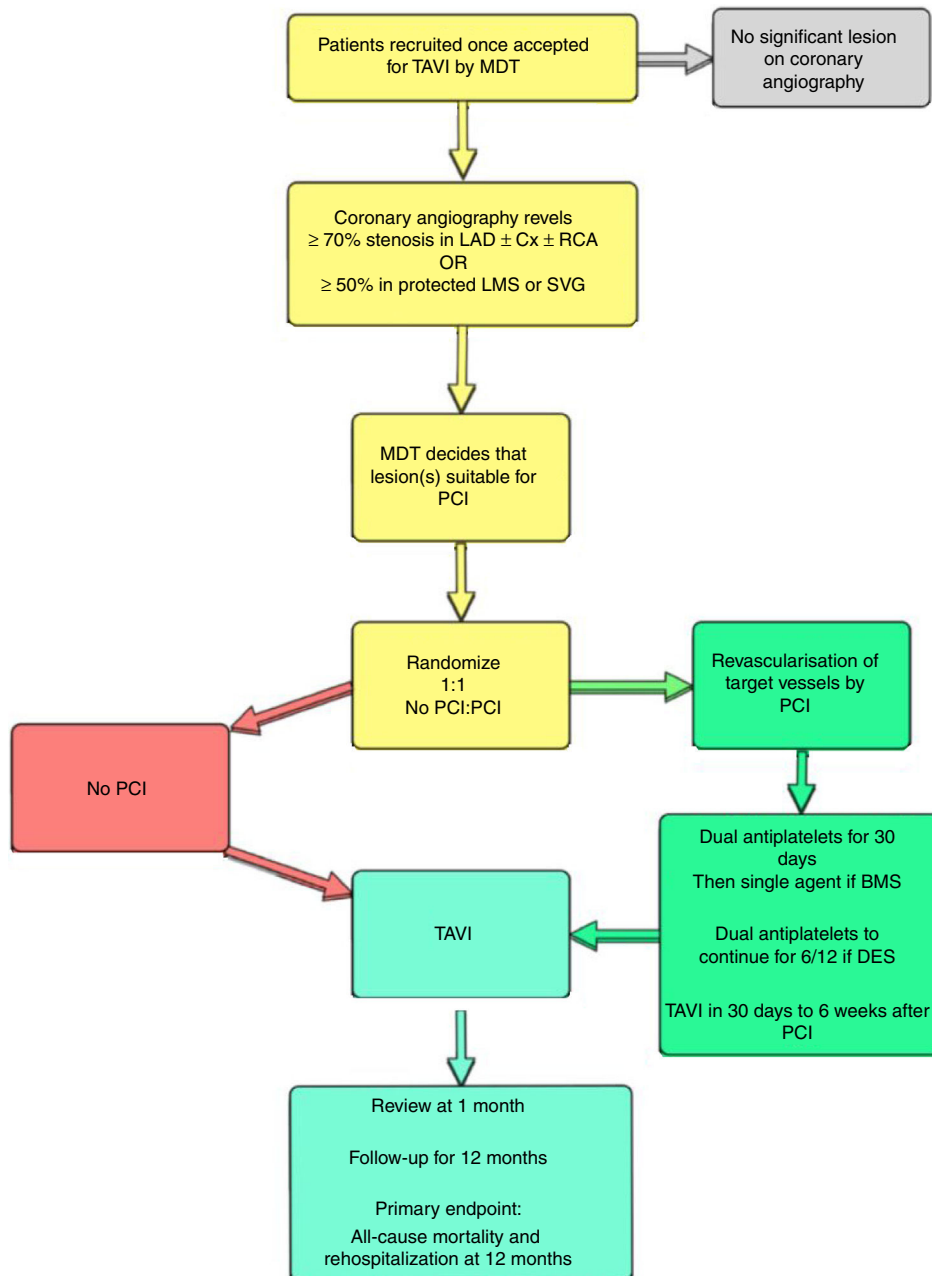 Patients recruited once accepted
for TAVI by MDT
No significant lesion
on coronary
angiography
Coronary angiography revels
≥ 70% stenosis in LAD ± Cx ± RCA
OR
≥ 50% in protected LMS or SVG
MDT decides that
lesion(s) suitable for
PCI
Randomize
1:1
No PCI:PCI
Revascularisation of
target vessels by
PCI
No PCI
Dual antiplatelets for 30
days
Then single agent if BMS
Dual antiplatelets to
continue for 6/12 if DES
TAVI in 30 days to 6 weeks after
PCI
TAVI
Review at 1 month
Follow-up for 12 months
Primary endpoint:
All-cause mortality and
rehospitalization at 12 months